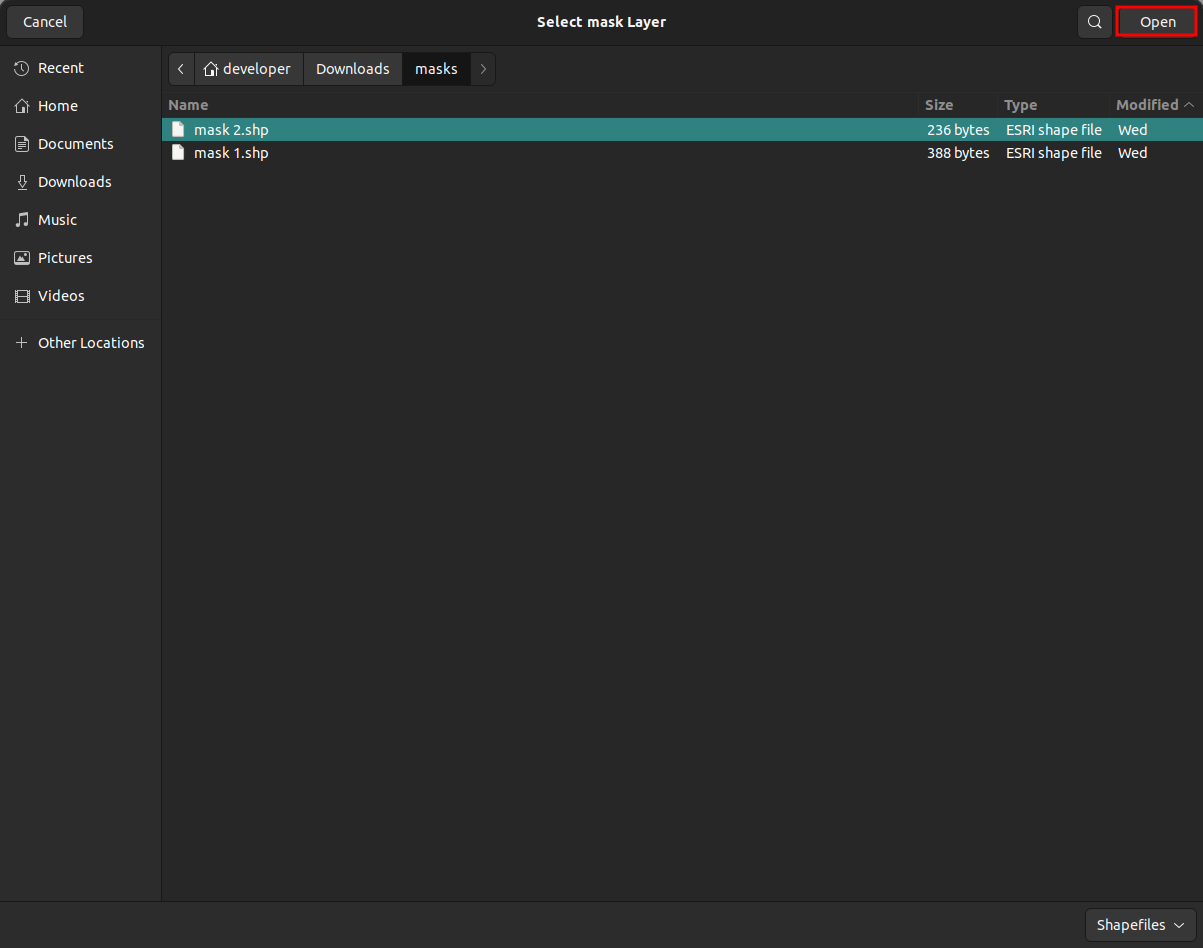 Cancel Select mask Layer Open
Recent
Home
Documents
Downloads
Music
Pictures
Videos
Other Locations
developer Downloads masks
Name Size Type Modified
mask 2.shp 236 bytes ESRI shape file Wed
mask 1.shp 388 bytes ESRI shape file Wed
Shapefiles